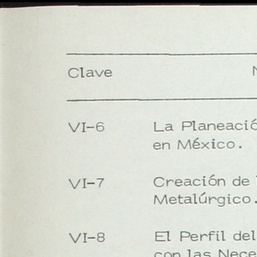 Clave
VI-6 La Planeació
en México.
VI-7 Creación de
Metalúrgico.
VI-8 El Perfil del
con las Nece